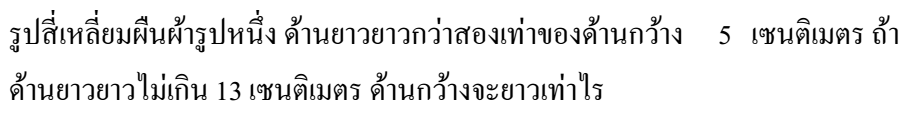 รูปสี่เหลี่ยมผืนผ้ารูปหนึ่ง ด้านยาวยาวกว่าสองเท่าของด้านกว้าง 5 เซนติเมตร ถ้า
ด้านยาวยาวไม่เกิน 13 เซนติเมตร ด้านกว้างจะยาวเท่าไร